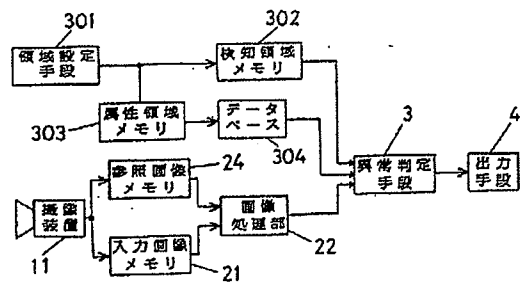 301
領域設定
手段
302
検知領域
メモリ
303
属性領域
メモリ
データ
ベース
304
3
異常判定
手段
4
出力
手段
24
参照画像
メモリ
撮像
装置
11
入力画像
メモリ
21
画像
処理部
22